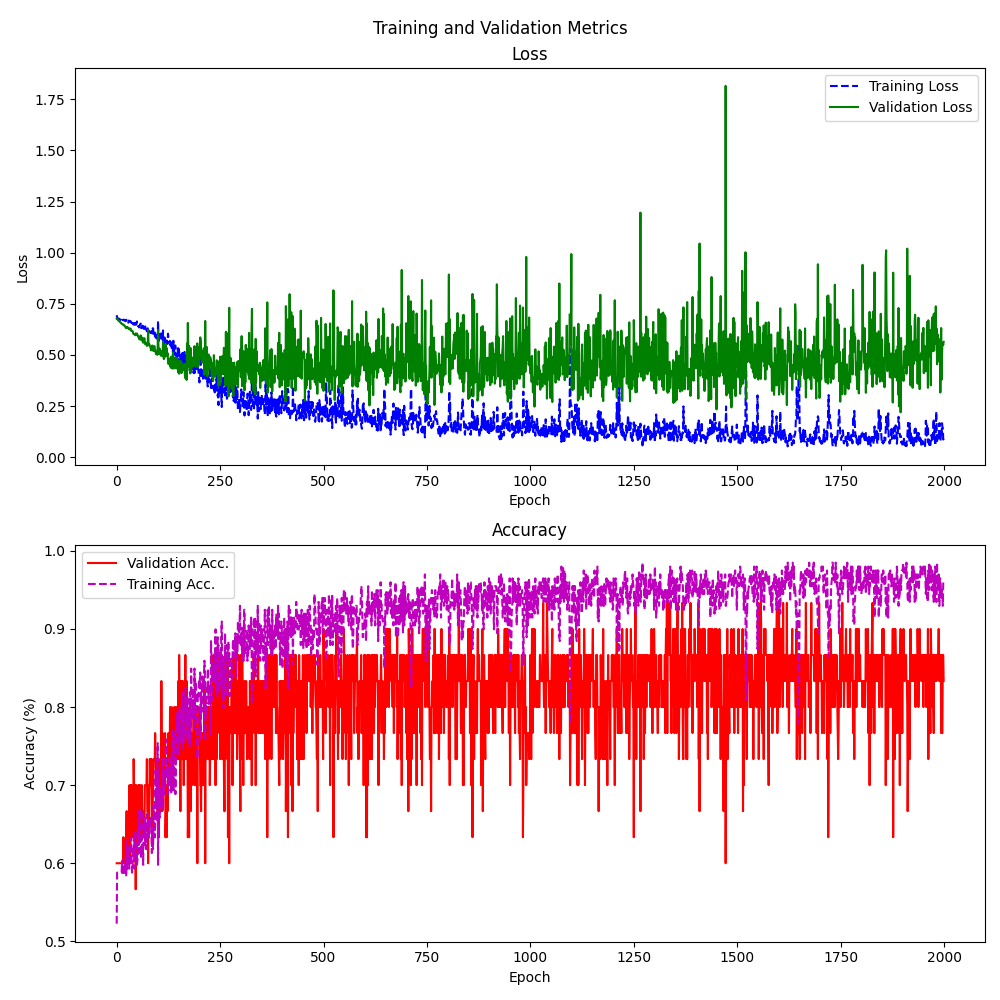 Training and Validation Metrics
Loss
Training Loss
Validation Loss
1.75
1.50
1.25
1.00
0.75
0.50
0.25
0.00
Loss
0 250 500 750 1000 1250 1500 1750 2000
Epoch
Accuracy
Validation Acc.
Training Acc.
1.0
0.9
0.8
0.7
0.6
0.5
Accuracy (%)
0 250 500 750 1000 1250 1500 1750 2000
Epoch